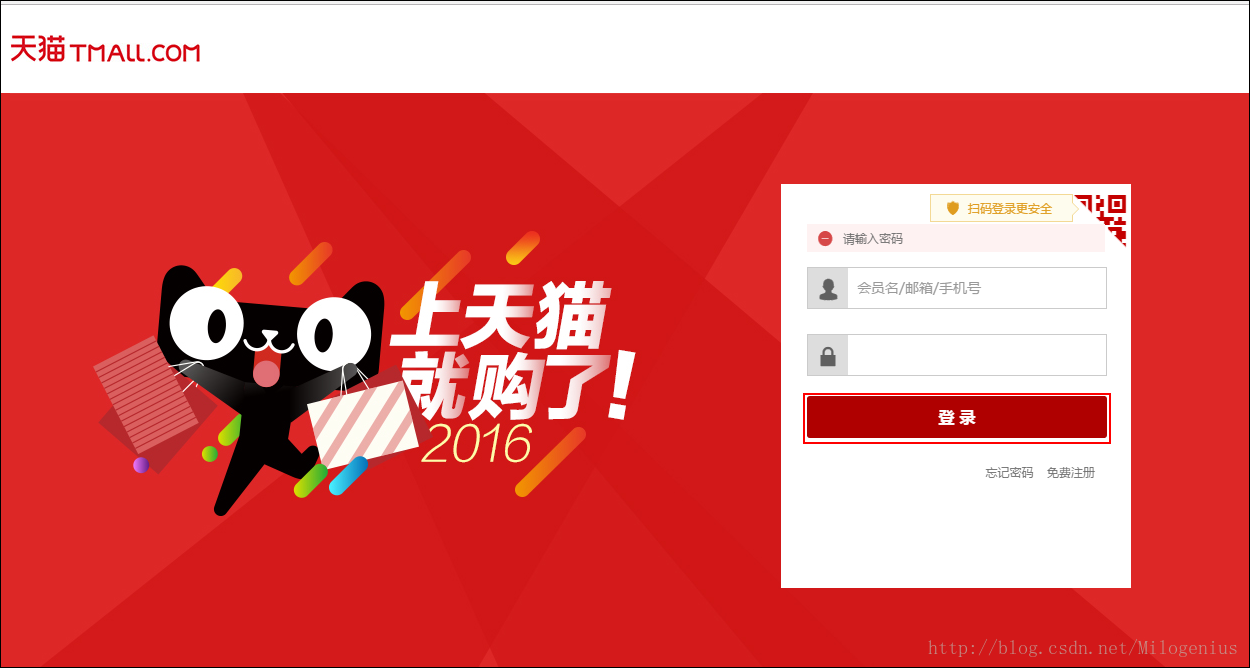 天猫 TMALL.COM
扫码登录更安全
请输入密码
会员名/邮箱/手机号
登 录
忘记密码 免费注册
上天猫
就购了!
2016
http://blog.csdn.net/Milogenius